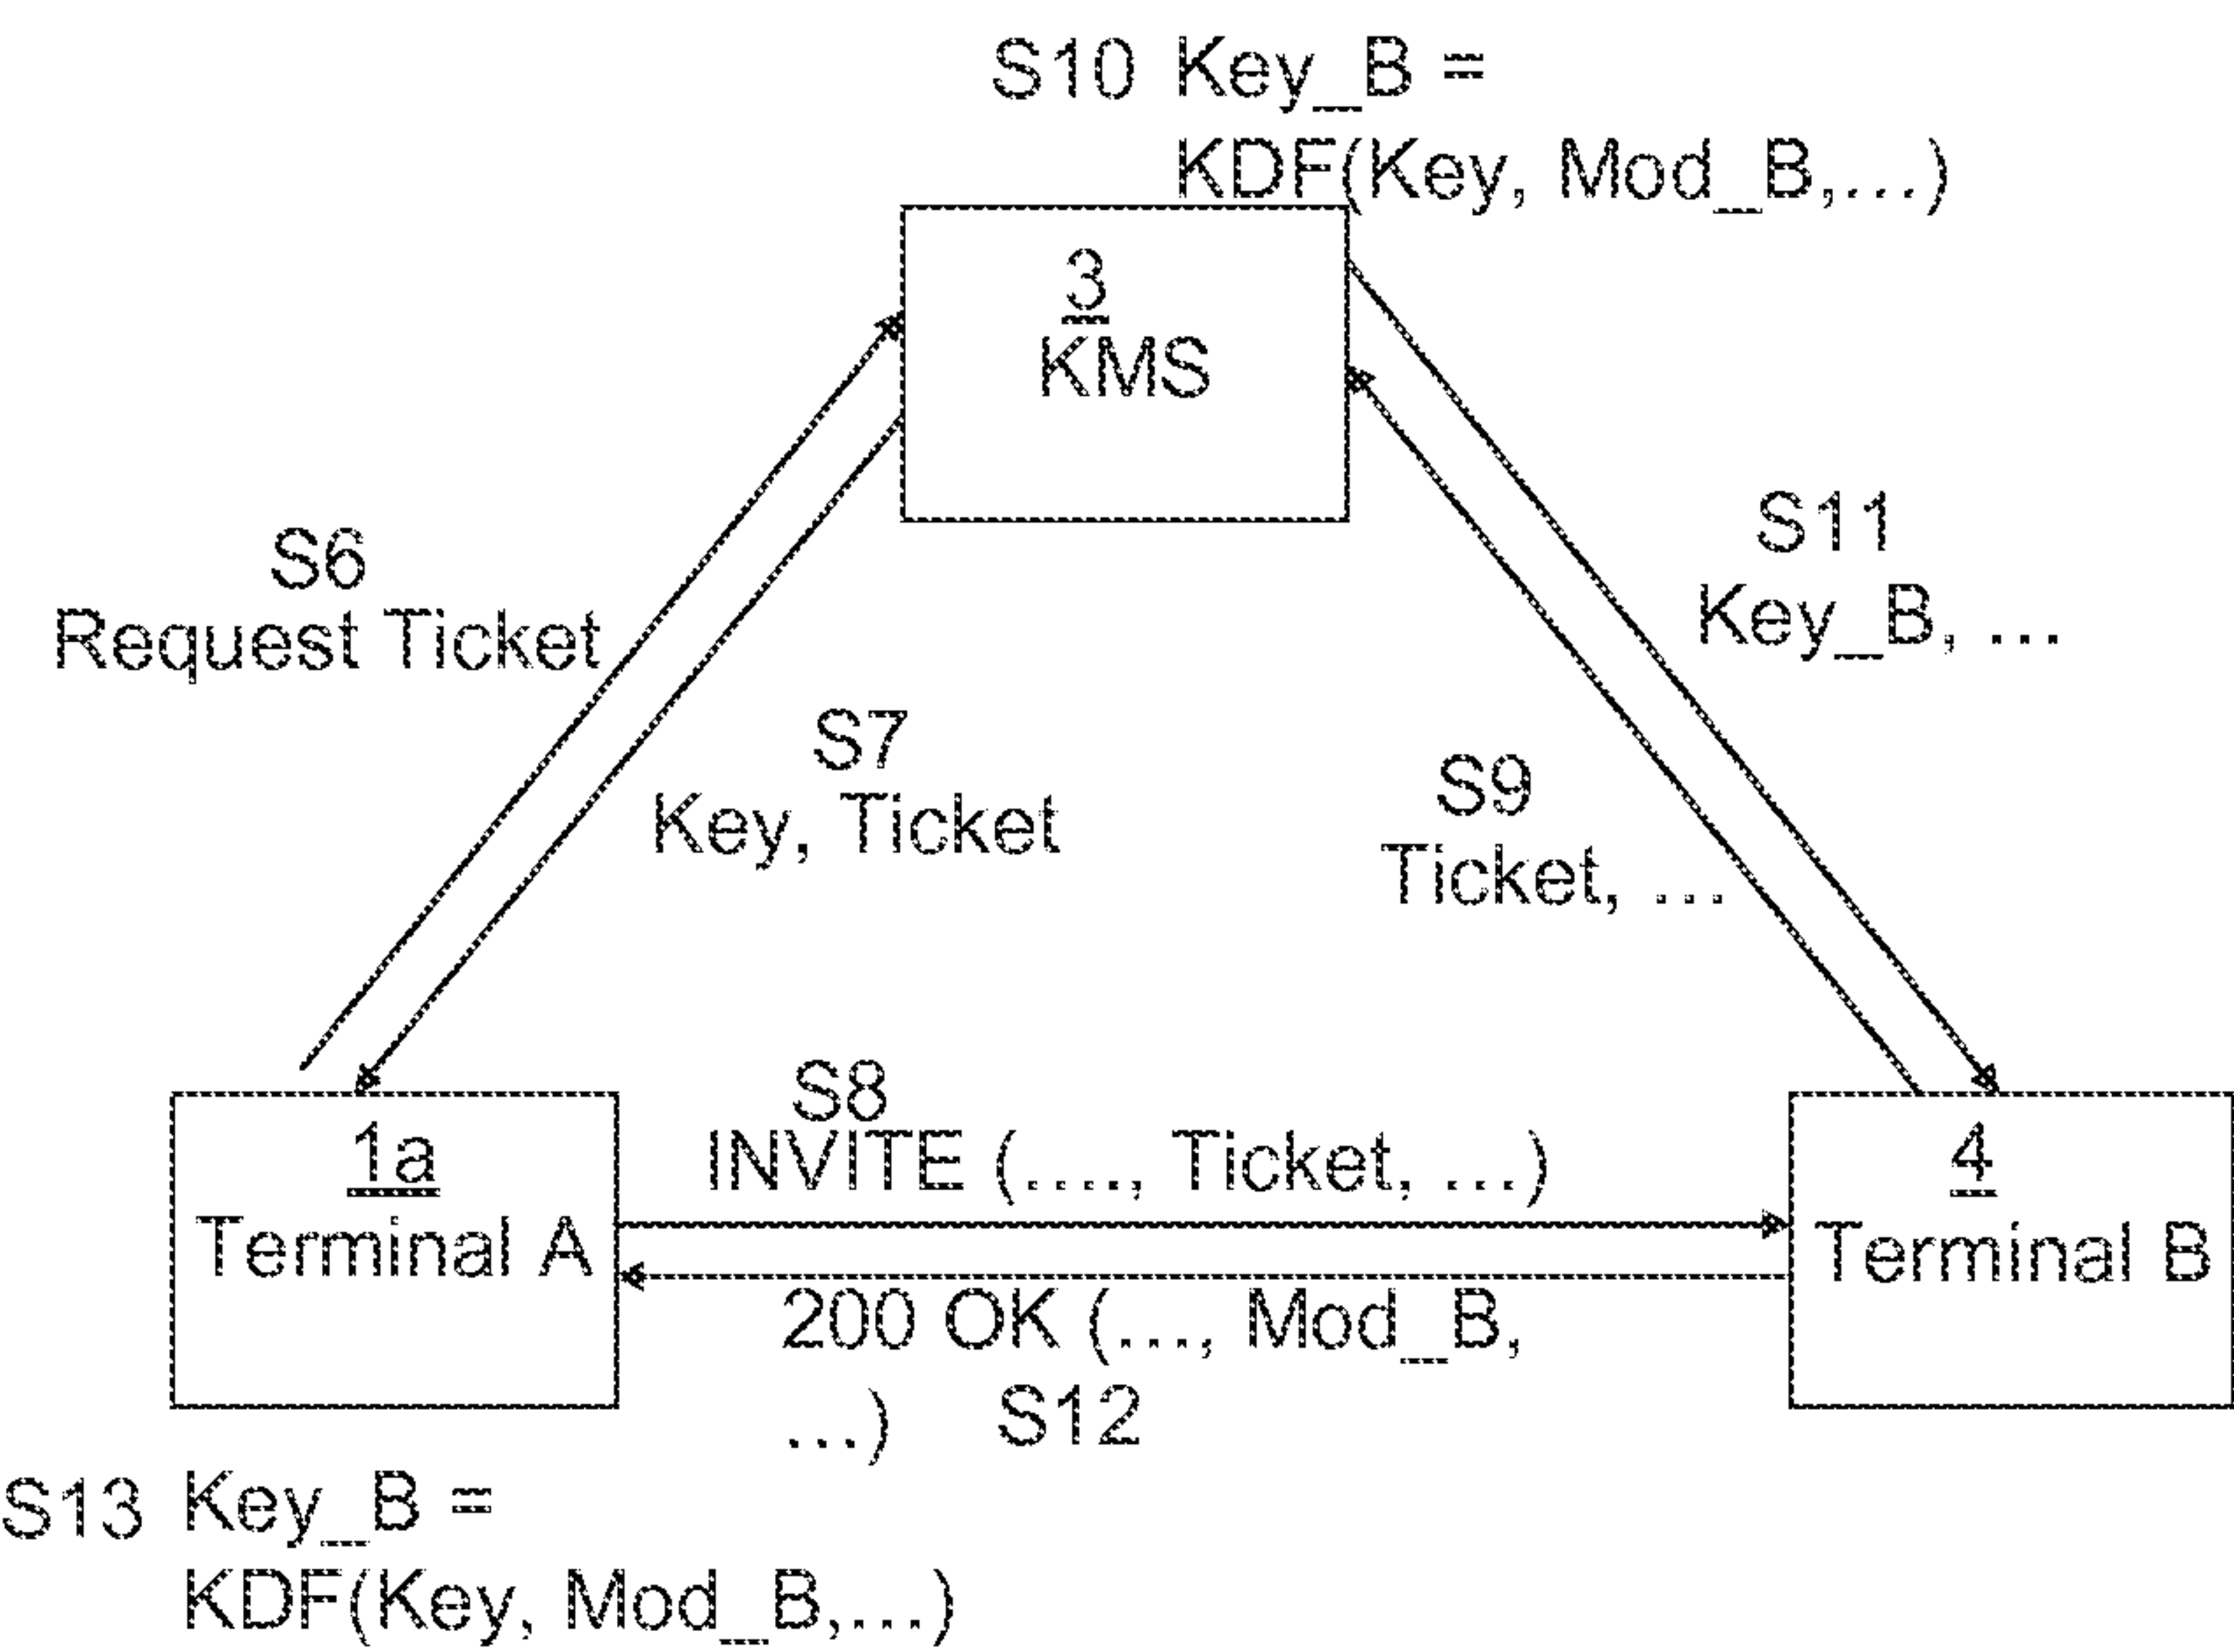 S10 Key_B =
KDF(Key, Mod_B,...)
3
KMS
S6
Request Ticket
S11
Key_B, ...
S7
Key, Ticket
S9
Ticket, ...
S8
INVITE (...., Ticket, ...)
1a
Terminal A
4
Terminal B
200 OK (..., Mod_B,
...) S12
S13 Key_B =
KDF(Key, Mod_B,...)